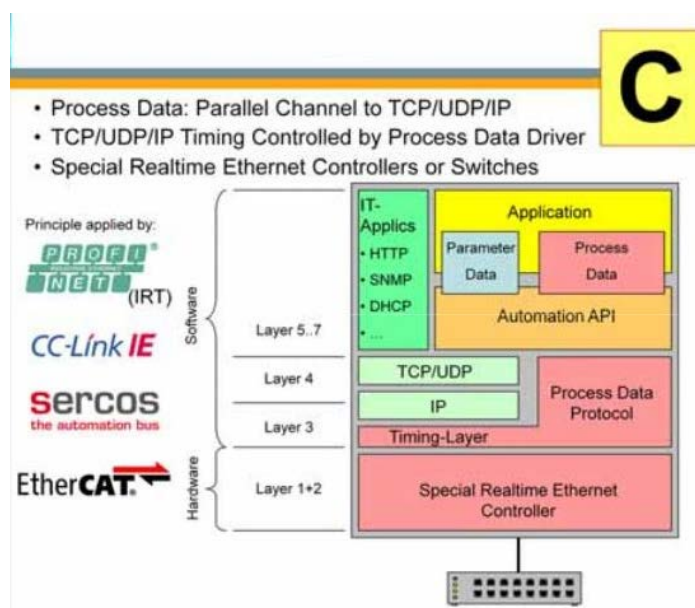 C
• Process Data: Parallel Channel to TCP/UDP/IP
• TCP/UDP/IP Timing Controlled by Process Data Driver
• Special Realtime Ethernet Controllers or Switches
Principle applied by:
PROFI®
INDUSTRIAL ETHERNET
NET
(IRT)
CC-Link IE
sercos
the automation bus
EtherCAT®
Software
Hardware
Layer 5..7
Layer 4
Layer 3
Layer 1+2
IT-
Applics
• HTTP
• SNMP
• DHCP
• ...
Application
Parameter
Data
Process
Data
Automation API
TCP/UDP
IP
Process Data
Protocol
Timing-Layer
Special Realtime Ethernet
Controller